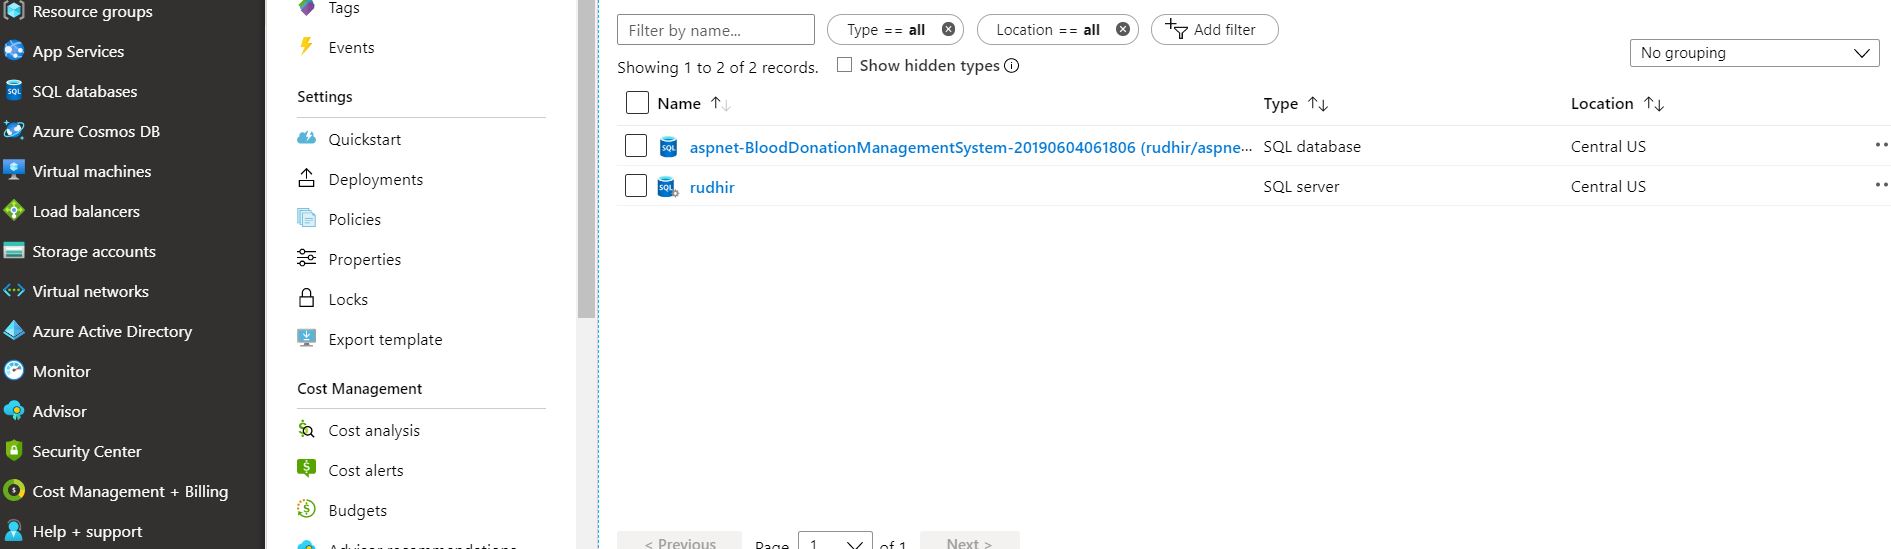 Resource groups
App Services
SQL databases
Azure Cosmos DB
Virtual machines
Load balancers
Storage accounts
Virtual networks
Azure Active Directory
Monitor
Advisor
Security Center
Cost Management + Billing
Help + support
Tags
Events
Settings
Quickstart
Deployments
Policies
Properties
Locks
Export template
Cost Management
Cost analysis
Cost alerts
Budgets
Advisor recommendations
Filter by name...
Type == all
Location == all
Add filter
No grouping
Showing 1 to 2 of 2 records.
Show hidden types
Name Type Location
aspnet-BloodDonationManagementSystem-20190604061806 (rudhir/aspne... SQL database Central US
rudhir SQL server Central US
< Previous Page 1 of 1 Next >